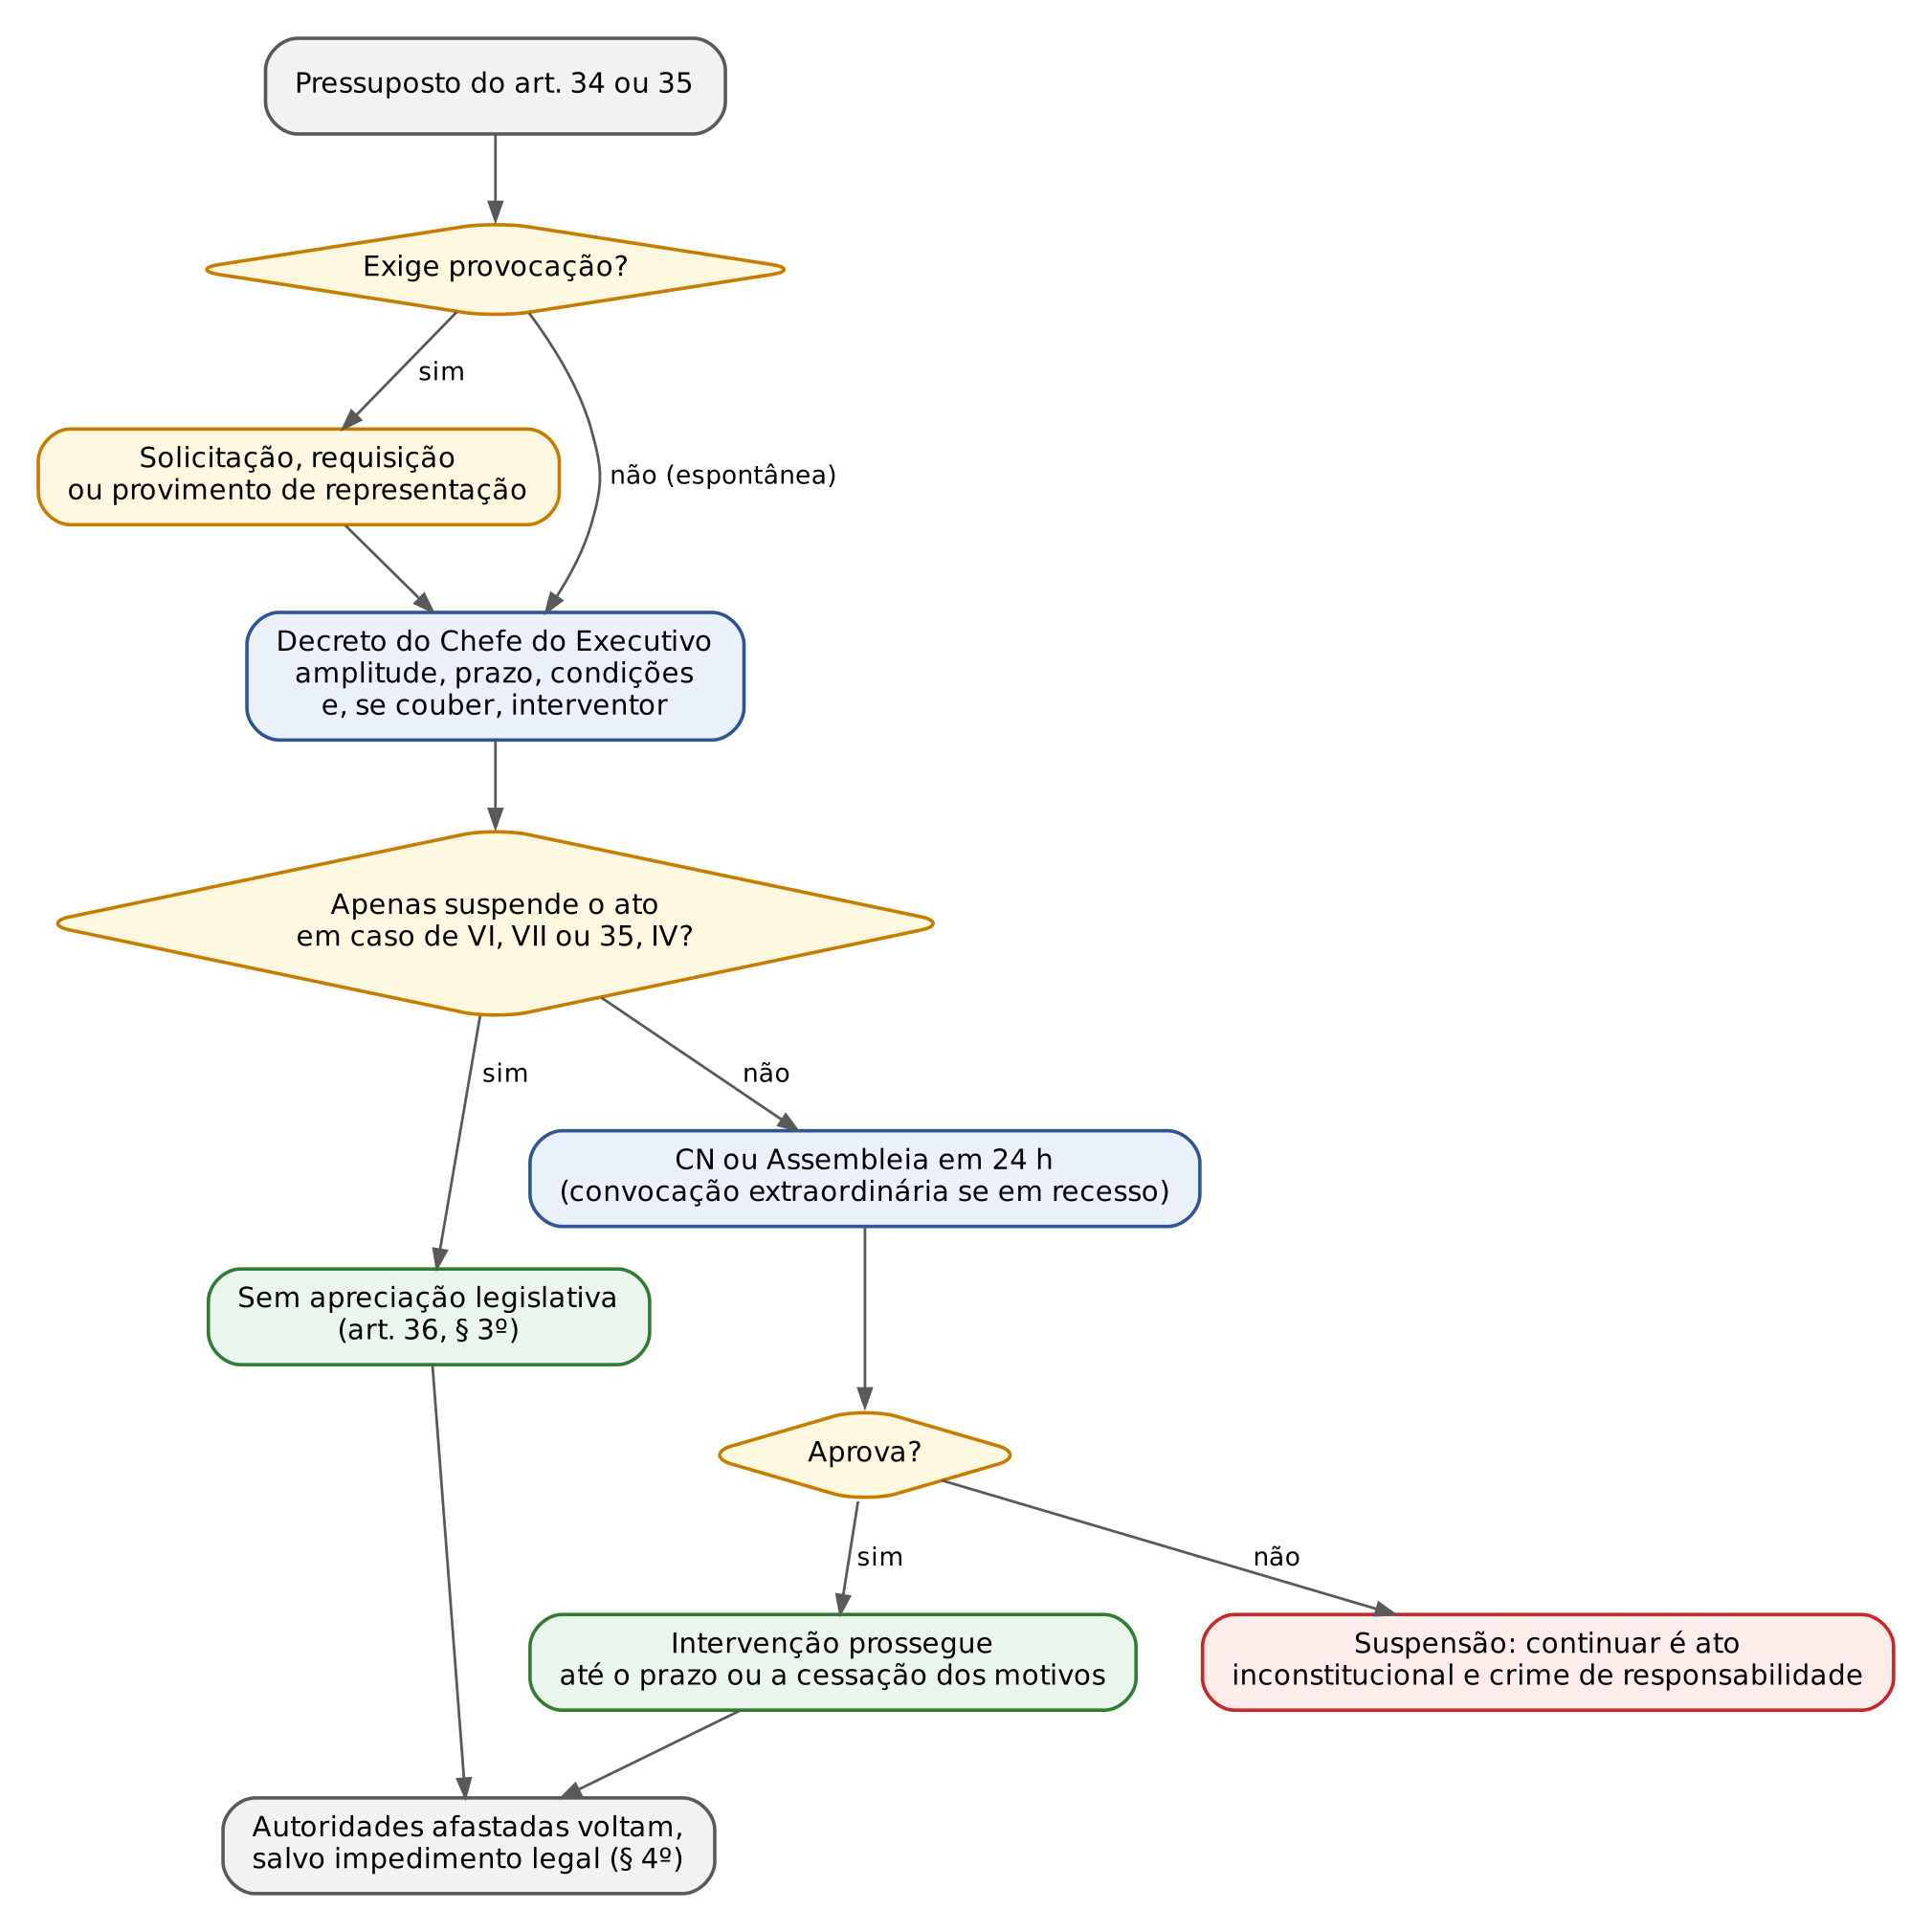 Pressuposto do art. 34 ou 35
Exige provocação?
sim
não (espontânea)
Solicitação, requisição
ou provimento de representação
Decreto do Chefe do Executivo
amplitude, prazo, condições
e, se couber, interventor
Apenas suspende o ato
em caso de VI, VII ou 35, IV?
sim
não
CN ou Assembleia em 24 h
(convocação extraordinária se em recesso)
Sem apreciação legislativa
(art. 36, § 3º)
Aprova?
sim
não
Intervenção prossegue
até o prazo ou a cessação dos motivos
Suspensão: continuar é ato
inconstitucional e crime de responsabilidade
Autoridades afastadas voltam,
salvo impedimento legal (§ 4º)